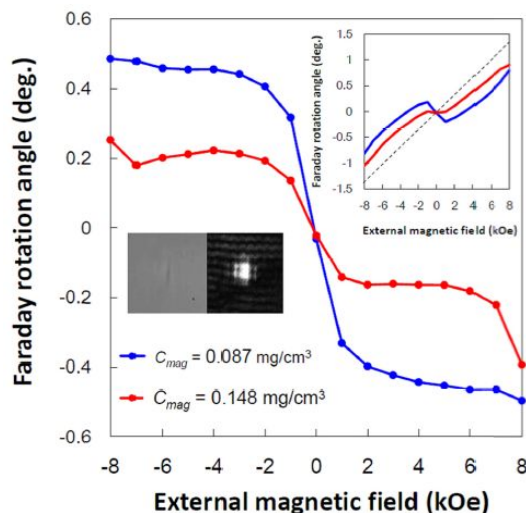 0.6
0.4
0.2
0
-0.2
-0.4
-0.6
Faraday rotation angle (deg.)
-8 -6 -4 -2 0 2 4 6 8
External magnetic field (kOe)
1.5
1
0.5
0
-0.5
-1
-1.5
Faraday rotation angle (deg.)
-8 -6 -4 -2 0 2 4 6 8
External magnetic field (kOe)
Cmag = 0.087 mg/cm³
Cmag = 0.148 mg/cm³